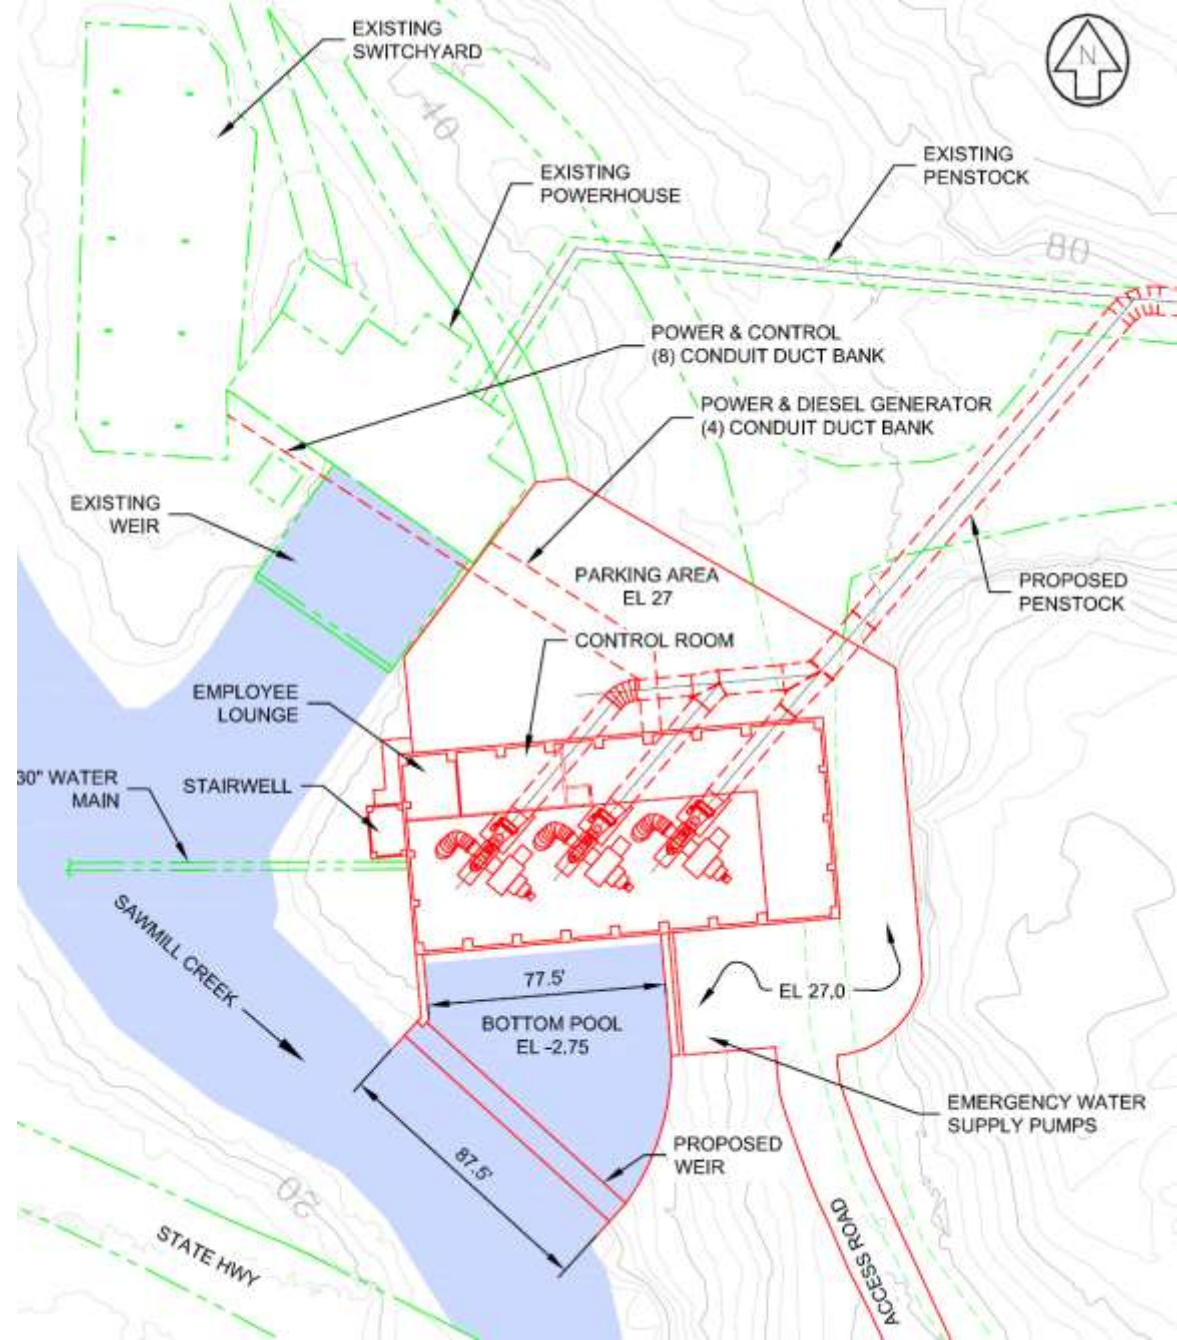 EXISTING
SWITCHYARD
N
40
EXISTING
PENSTOCK
EXISTING
POWERHOUSE
80
POWER & CONTROL
(8) CONDUIT DUCT BANK
POWER & DIESEL GENERATOR
(4) CONDUIT DUCT BANK
EXISTING
WEIR
PARKING AREA
EL 27
PROPOSED
PENSTOCK
CONTROL ROOM
EMPLOYEE
LOUNGE
30" WATER
MAIN
STAIRWELL
SAWMILL CREEK
77.5'
EL 27.0
BOTTOM POOL
EL -2.75
EMERGENCY WATER
SUPPLY PUMPS
PROPOSED
WEIR
87.5'
20
STATE HWY
ACCESS ROAD